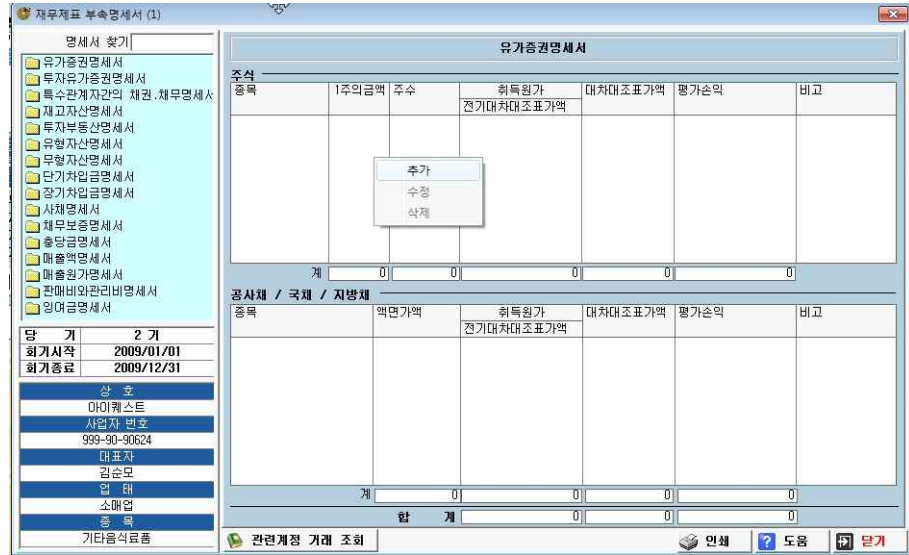 재무제표 부속명세서 (1)
명세서 찾기
유가증권명세서
투자유가증권명세서
특수관계자간의 채권.채무명세서
재고자산명세서
투자부동산명세서
유형자산명세서
무형자산명세서
단기차입금명세서
장기차입금명세서
사채명세서
채무보증명세서
충당금명세서
매출액명세서
매출원가명세서
판매비와관리비명세서
잉여금명세서
당 기 2 기
회기시작 2009/01/01
회기종료 2009/12/31
상 호
아이퀘스트
사업자 번호
999-90-90624
대표자
김순모
업 태
소매업
종 목
기타음식료품
유가증권명세서
주식
종목 1주의금액 주수 취득원가 대차대조표가액 평가손익 비고
전기대차대조표가액
추가
수정
삭제
계 0 0 0 0 0
공사채 / 국채 / 지방채
종목 액면가액 취득원가 대차대조표가액 평가손익 비고
전기대차대조표가액
계 0 0 0 0
합 계 0 0 0
관련계정 거래 조회 인쇄 도움 닫기